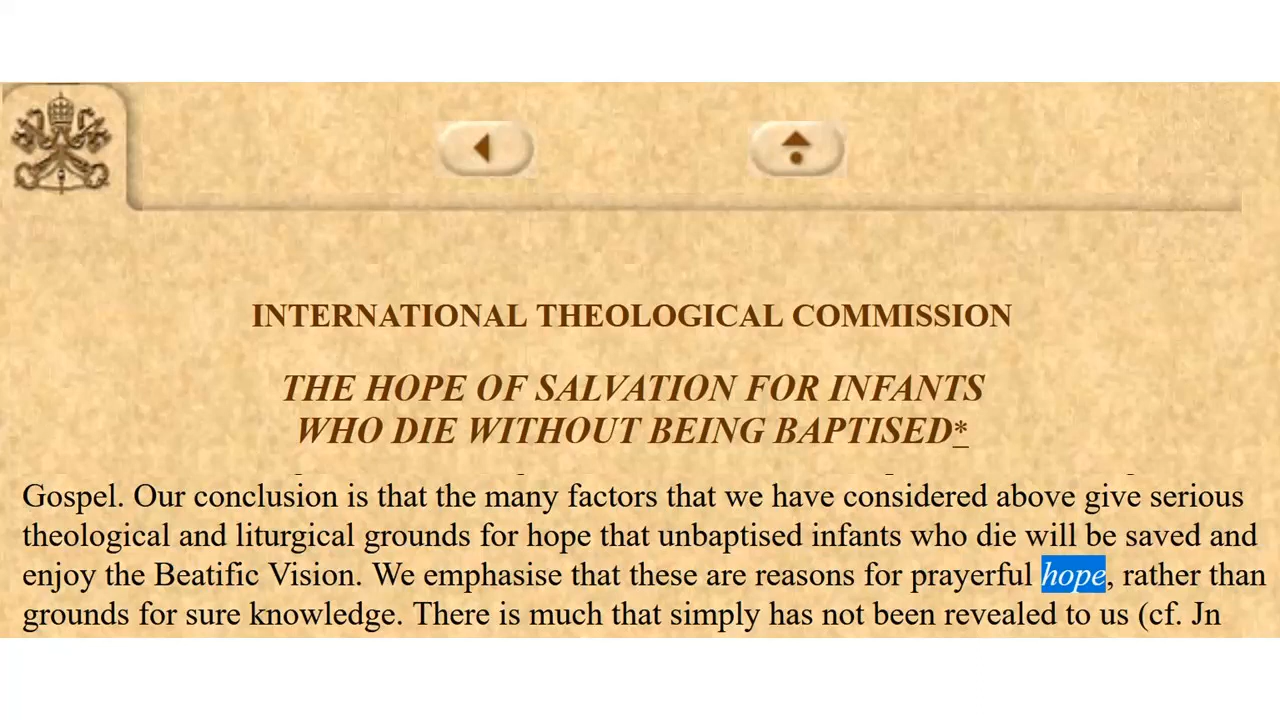 INTERNATIONAL THEOLOGICAL COMMISSION
THE HOPE OF SALVATION FOR INFANTS
WHO DIE WITHOUT BEING BAPTISED*
Gospel. Our conclusion is that the many factors that we have considered above give serious
theological and liturgical grounds for hope that unbaptised infants who die will be saved and
enjoy the Beatific Vision. We emphasise that these are reasons for prayerful hope, rather than
grounds for sure knowledge. There is much that simply has not been revealed to us (cf. Jn